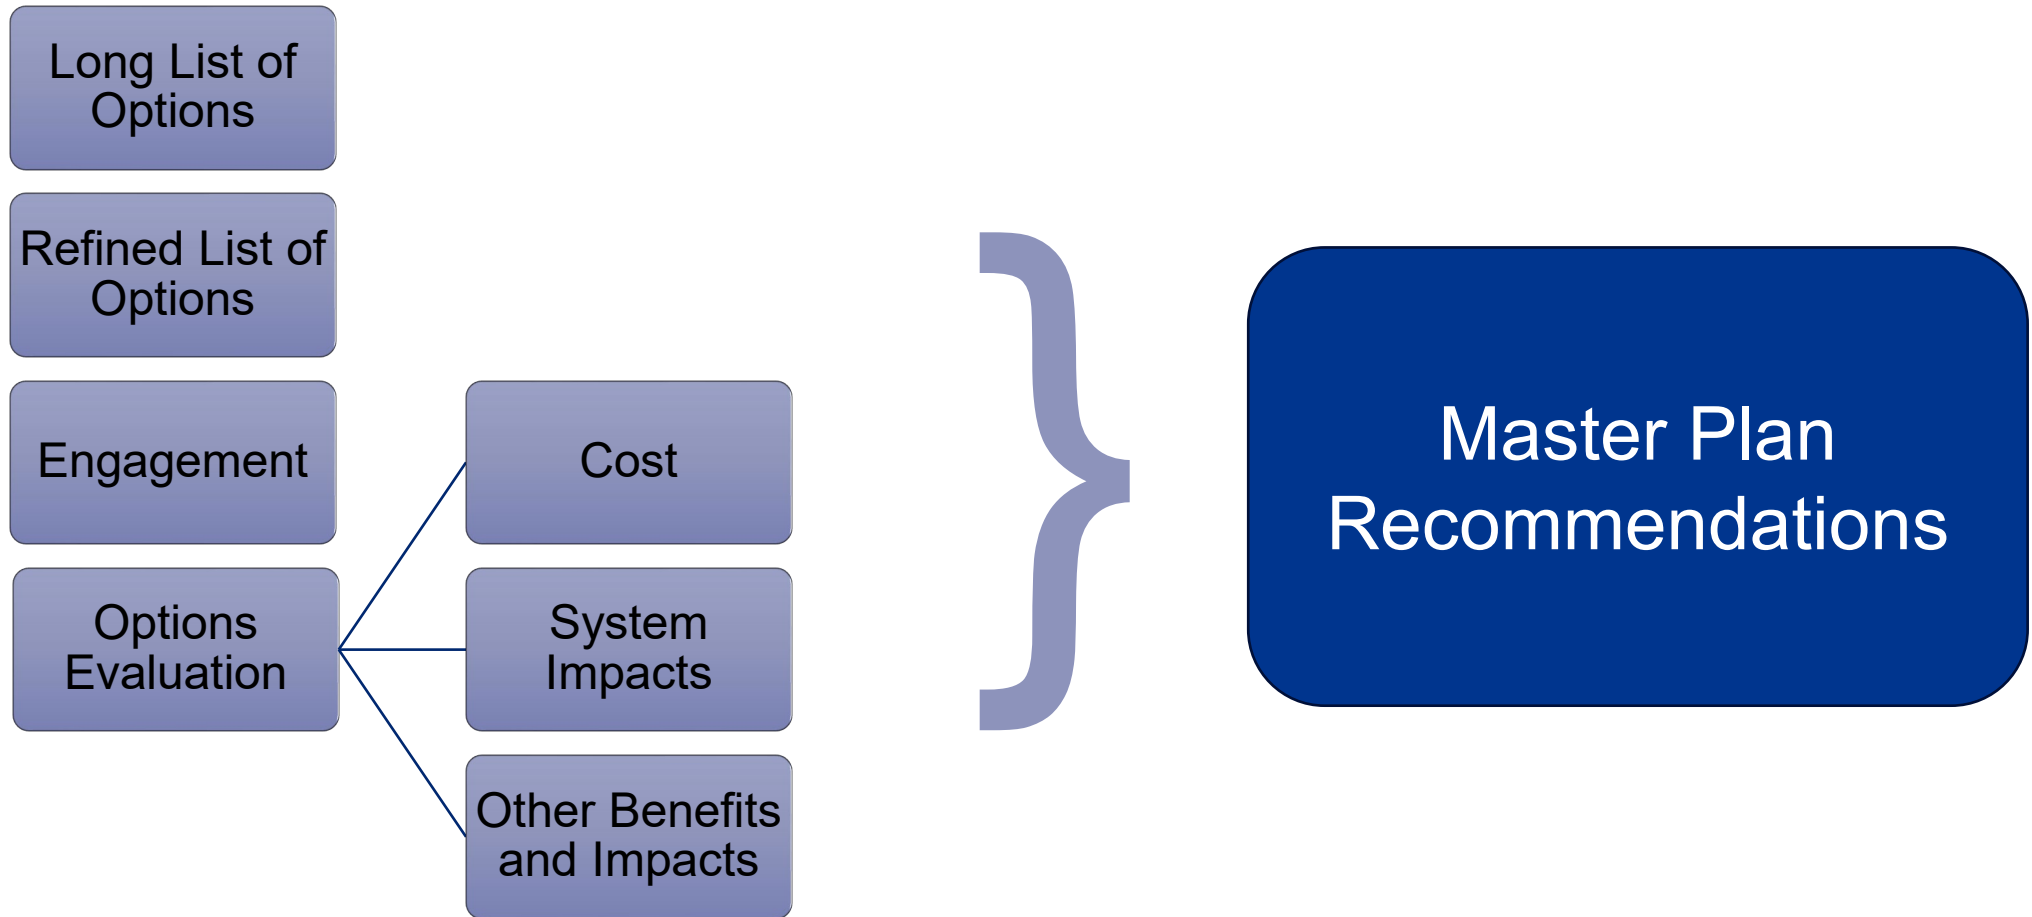 Long List of
Options
Refined List of
Options
Engagement
Options
Evaluation
Cost
System
Impacts
Other Benefits
and Impacts
}
Master Plan
Recommendations